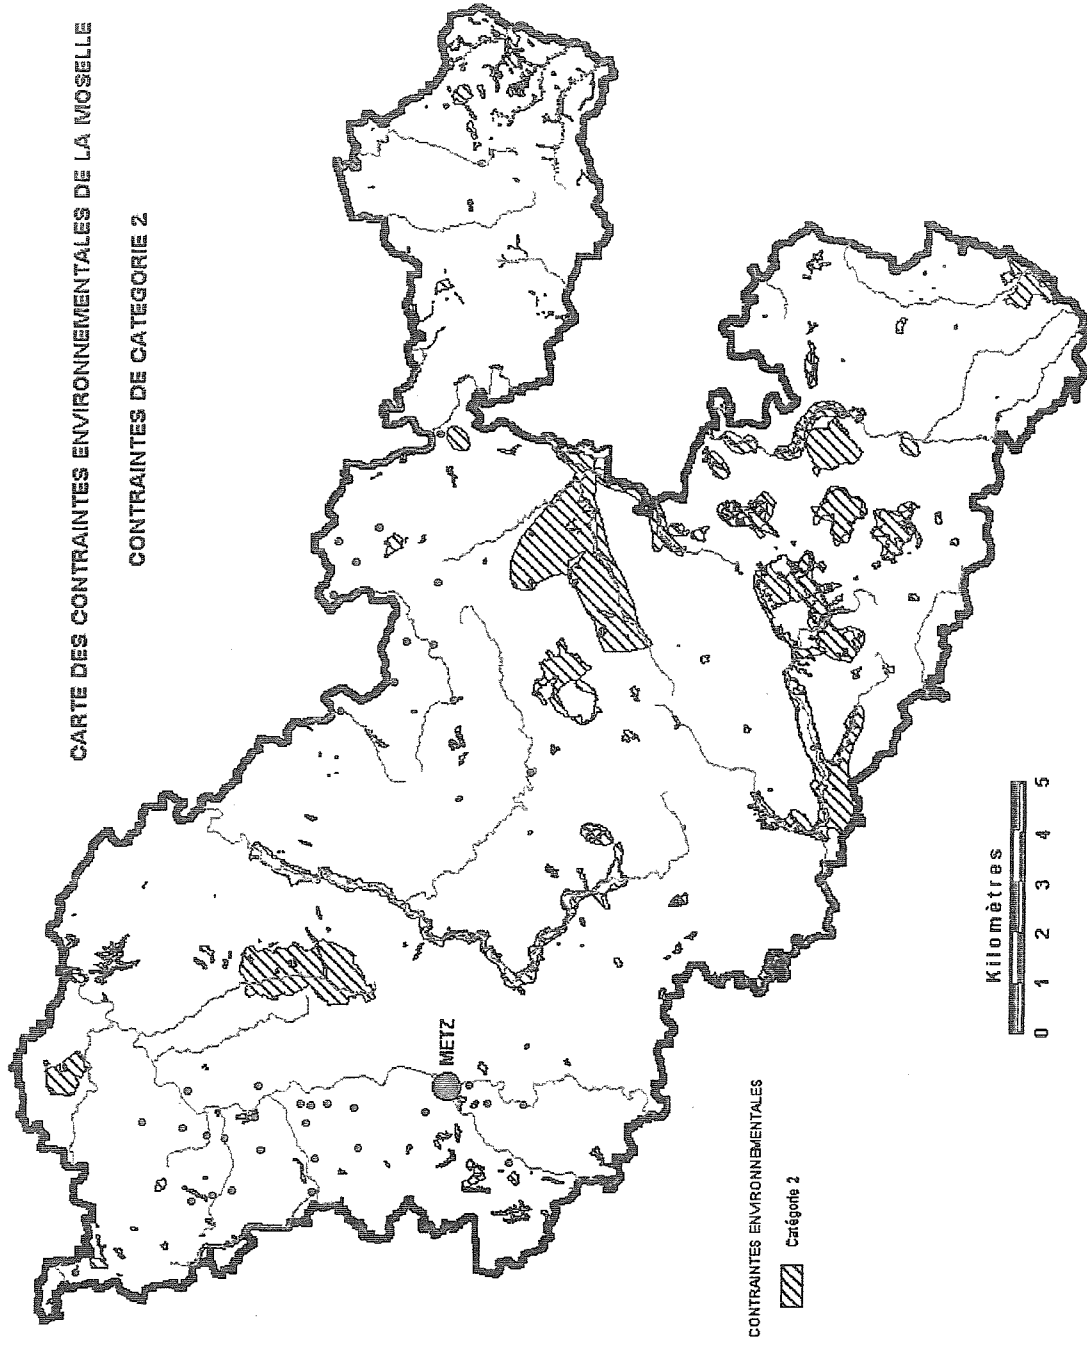 CARTE DES CONTRAINTES ENVIRONNEMENTALES DE LA MOSELLE
CONTRAINTES DE CATEGORIE 2
METZ
CONTRAINTES ENVIRONNEMENTALES
Catégorie 2
Kilomètres
0 1 2 3 4 5